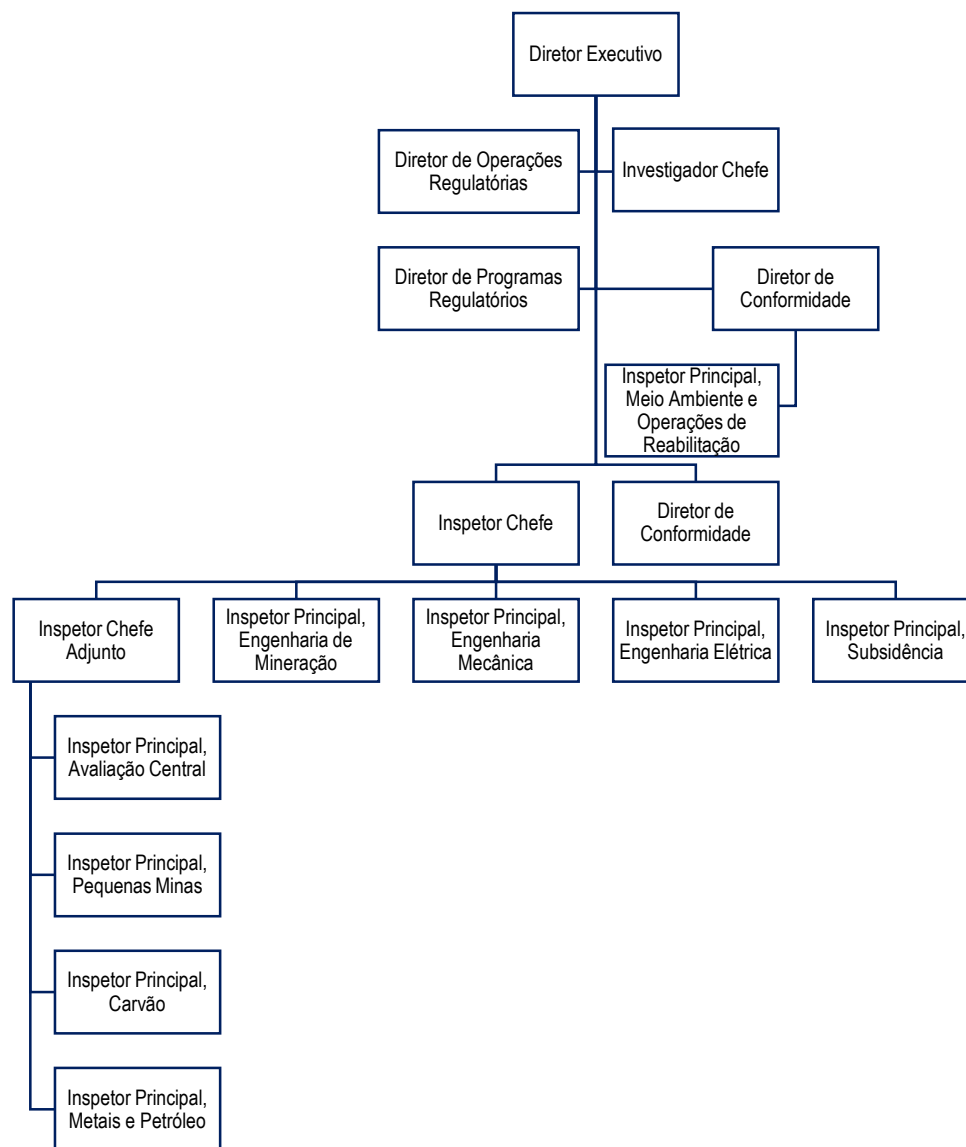 Diretor Executivo
Diretor de Operações
Regulatórias
Investigador Chefe
Diretor de Programas
Regulatórios
Diretor de
Conformidade
Inspetor Principal,
Meio Ambiente e
Operações de
Reabilitação
Inspetor Chefe
Diretor de
Conformidade
Inspetor Chefe
Adjunto
Inspetor Principal,
Engenharia de
Mineração
Inspetor Principal,
Engenharia
Mecânica
Inspetor Principal,
Engenharia Elétrica
Inspetor Principal,
Subsidência
Inspetor Principal,
Avaliação Central
Inspetor Principal,
Pequenas Minas
Inspetor Principal,
Carvão
Inspetor Principal,
Metais e Petróleo